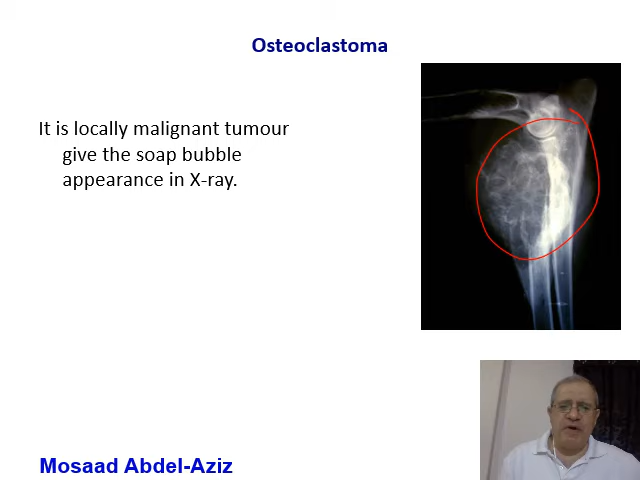 Osteoclastoma
It is locally malignant tumour
give the soap bubble
appearance in X-ray.
Mosaad Abdel-Aziz